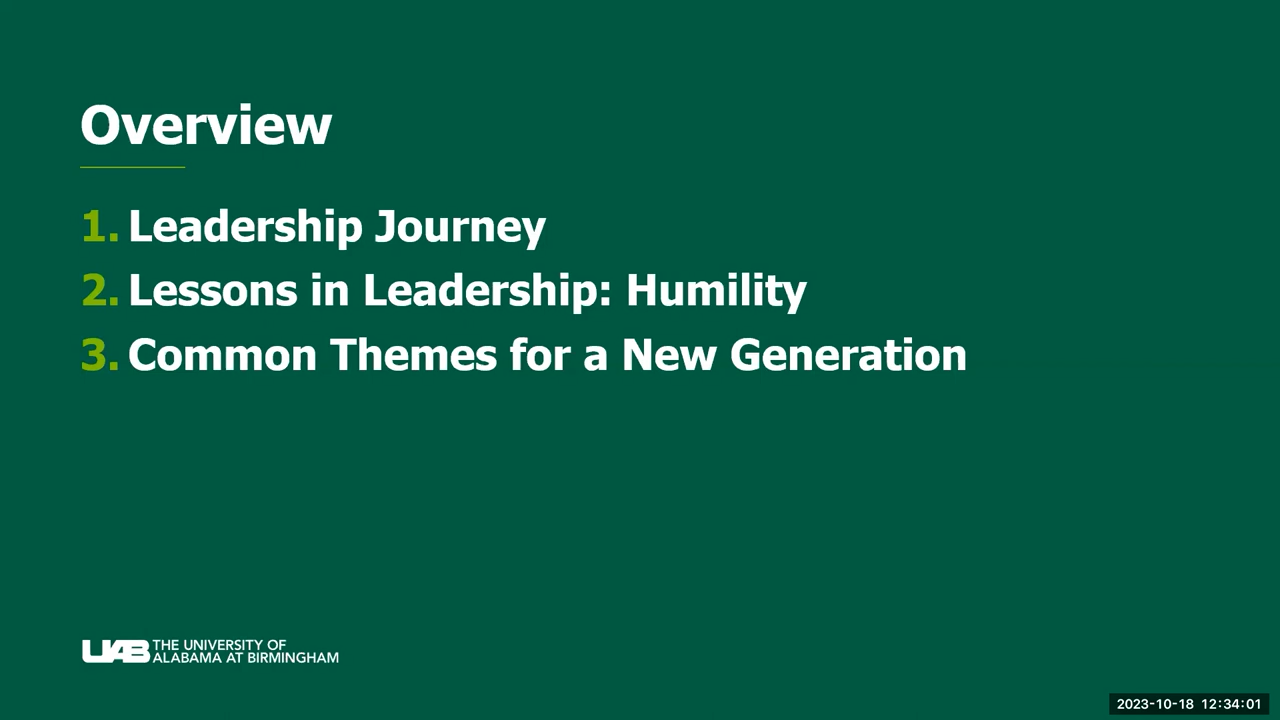 Overview
1. Leadership Journey
2. Lessons in Leadership: Humility
3. Common Themes for a New Generation
UAB THE UNIVERSITY OF
ALABAMA AT BIRMINGHAM
2023-10-18 12:34:01